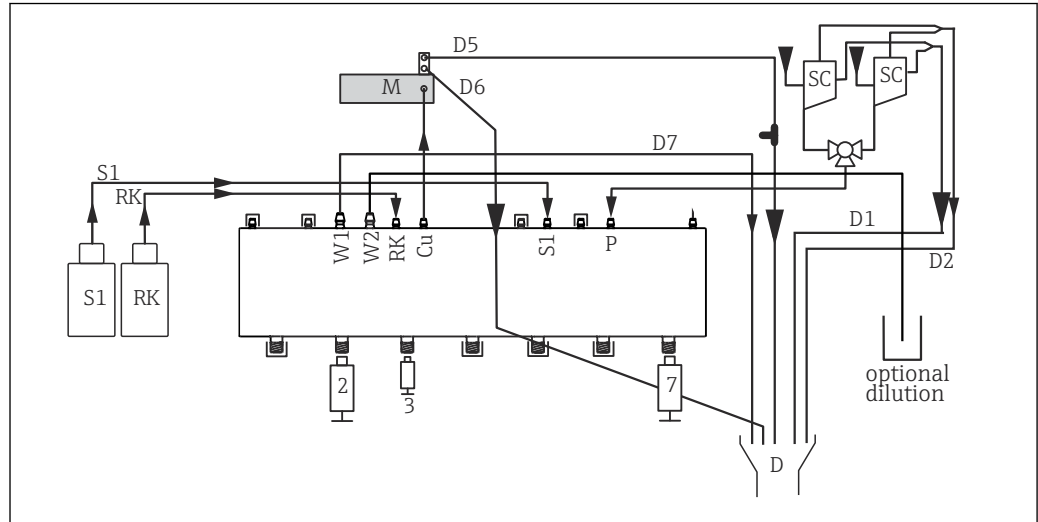 D5
SC
SC
M
D6
D7
S1
RK
W1
W2
RK
Cu
S1
P
D1
D2
S1
RK
2
3
7
optional
dilution
D